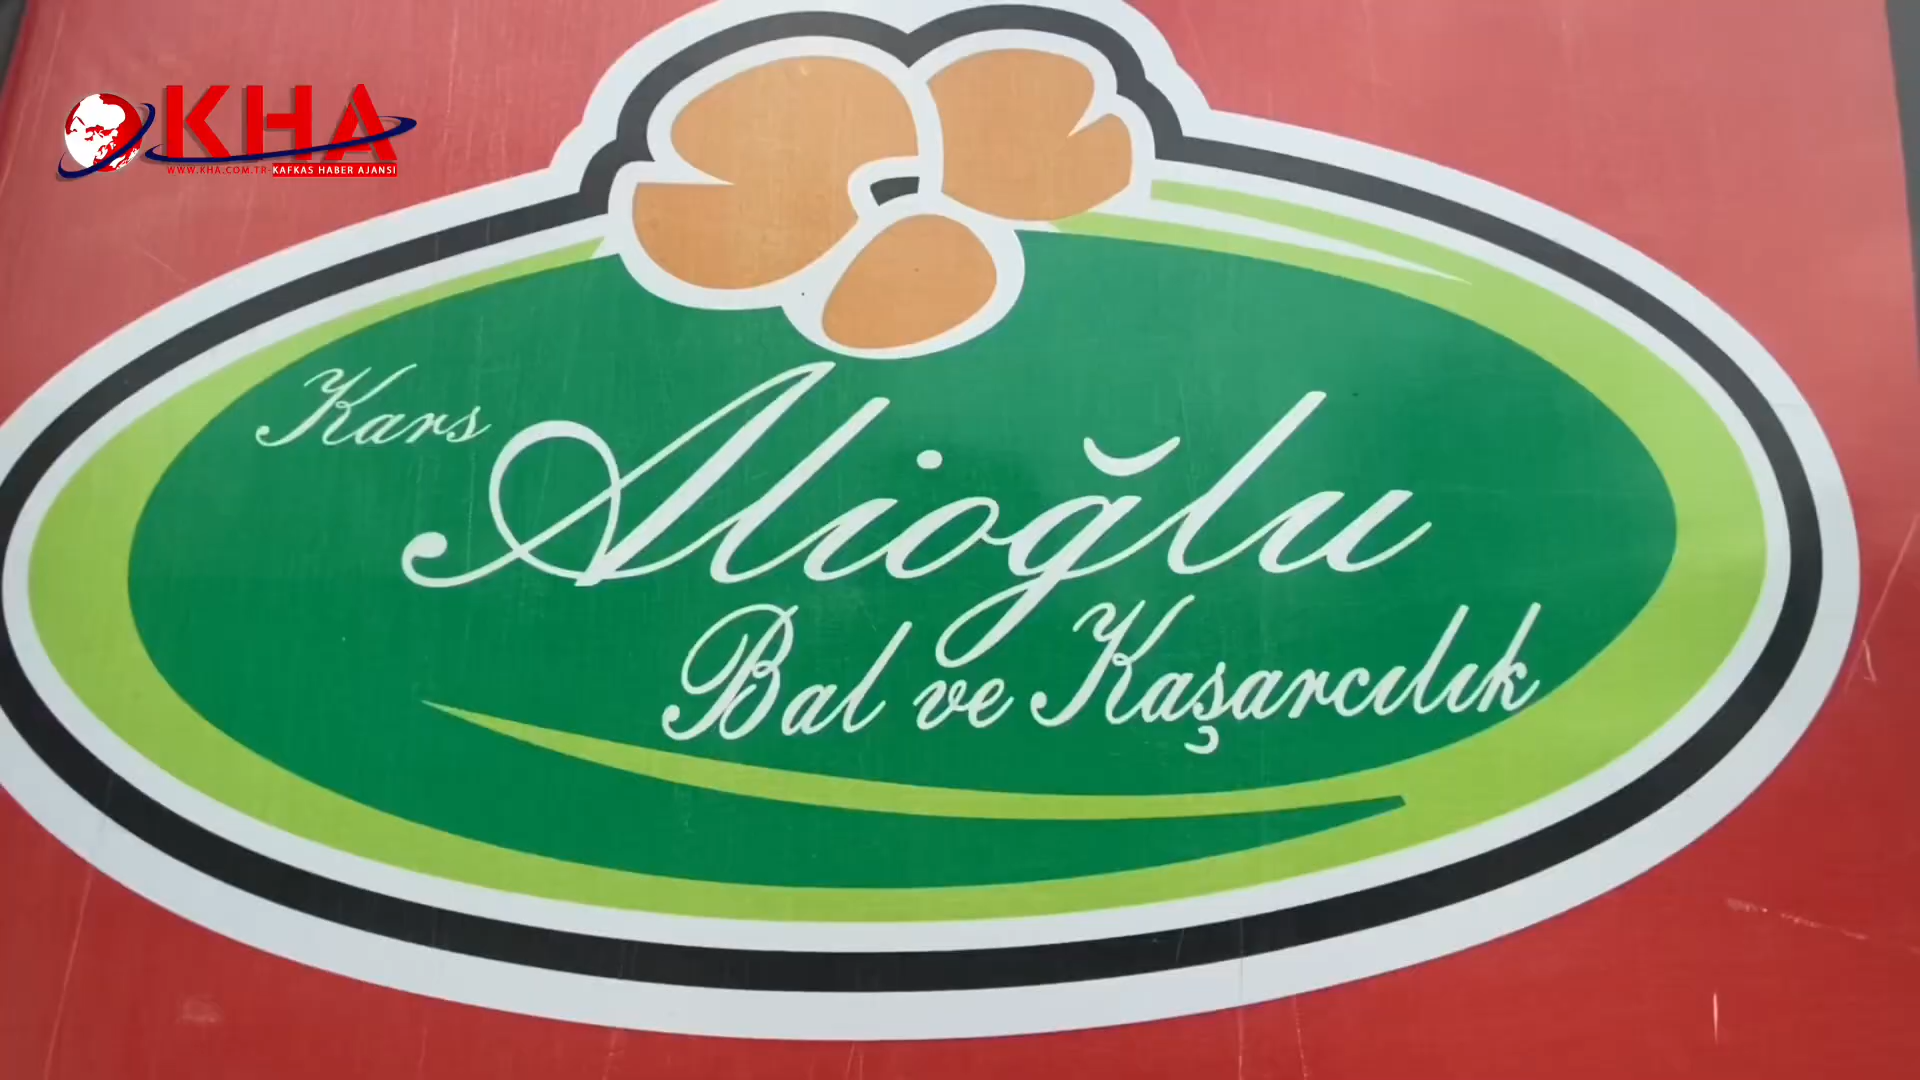 KHA
WWW.KHA.COM.TR-KAFKAS HABER AJANSI
Kars
Alioğlu
Bal ve Kaşarcılık